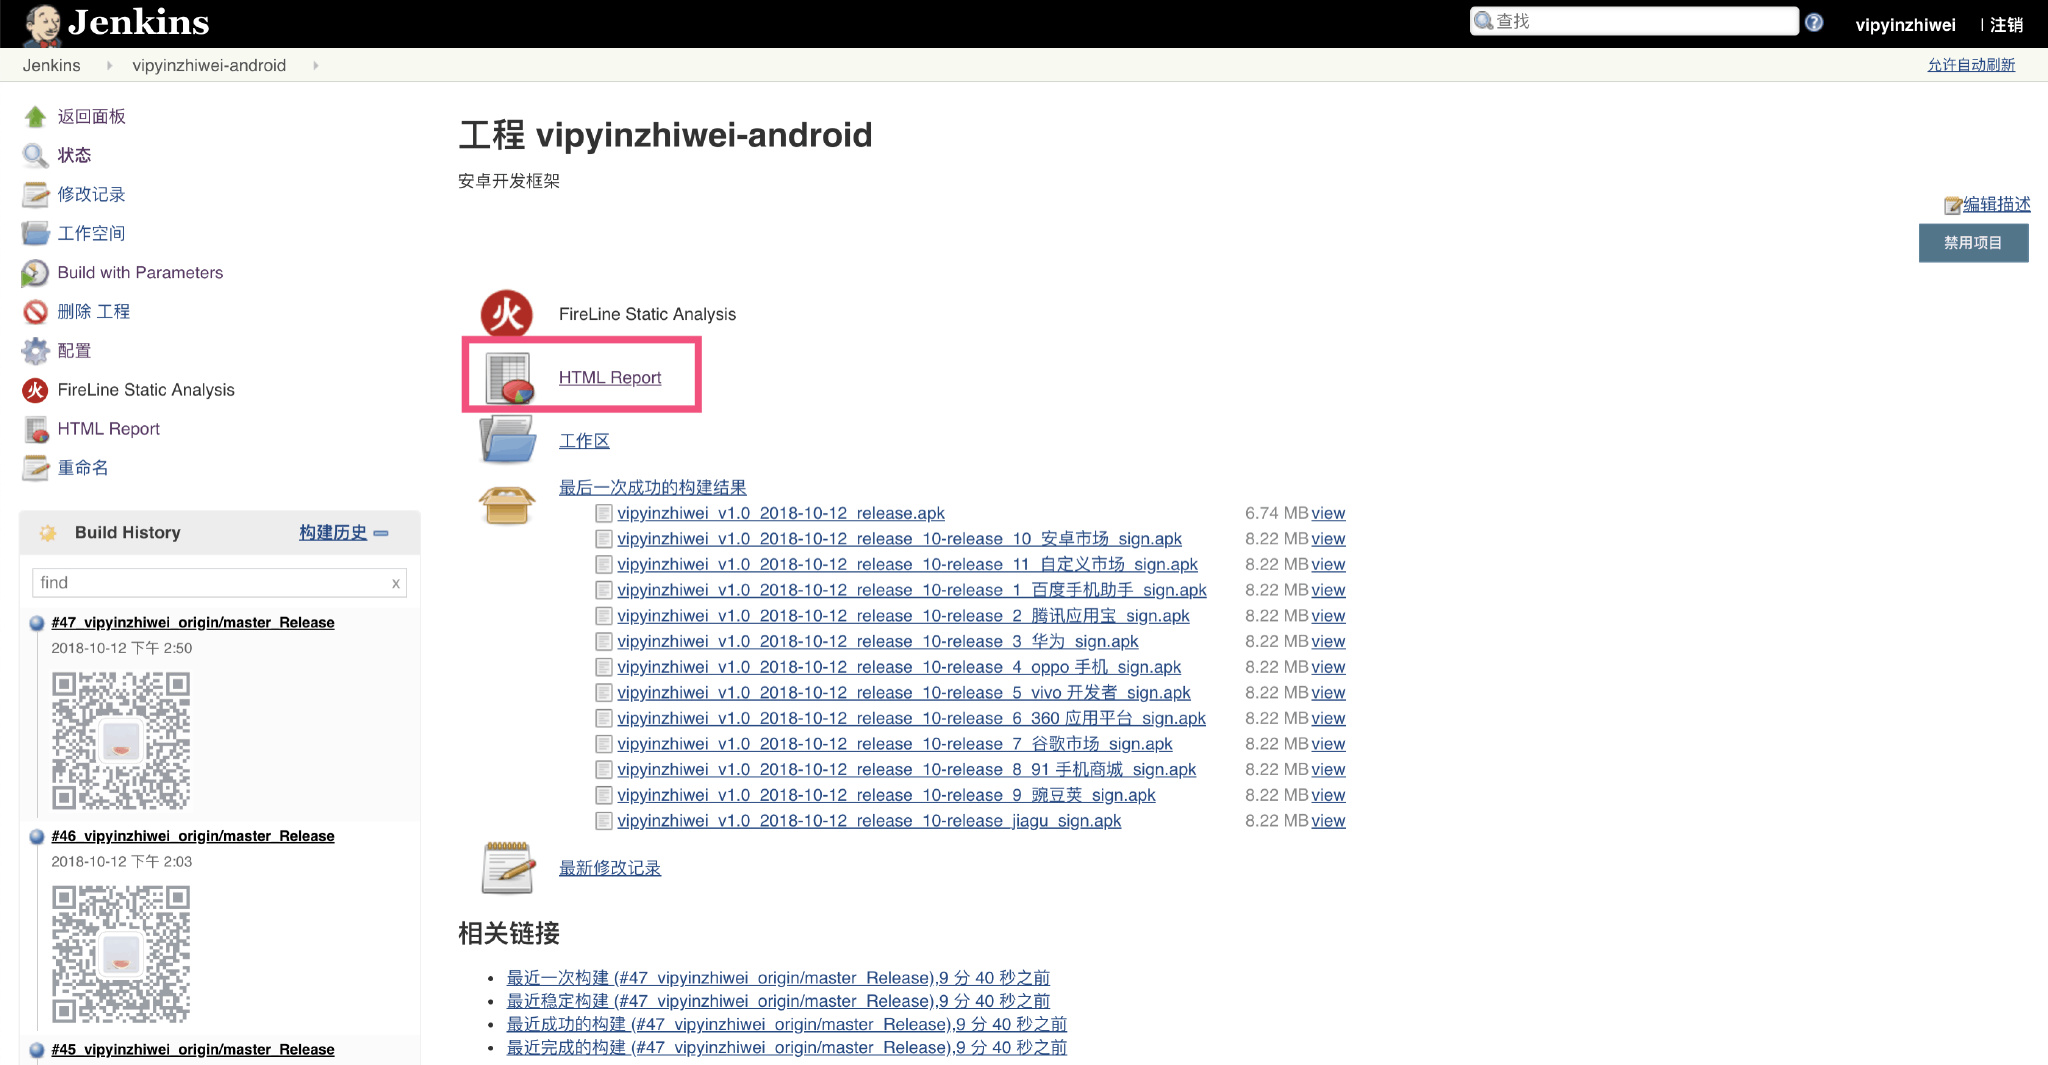 Jenkins
查找
vipyinzhiwei | 注销
Jenkins vipyinzhiwei-android
允许自动刷新
返回面板
状态
修改记录
工作空间
Build with Parameters
删除 工程
配置
火 FireLine Static Analysis
HTML Report
重命名
Build History 构建历史
find x
#47_vipyinzhiwei_origin/master_Release
2018-10-12 下午 2:50
#46_vipyinzhiwei_origin/master_Release
2018-10-12 下午 2:03
#45_vipyinzhiwei_origin/master_Release
工程 vipyinzhiwei-android
安卓开发框架
编辑描述
禁用项目
火 FireLine Static Analysis
HTML Report
工作区
最后一次成功的构建结果
vipyinzhiwei_v1.0_2018-10-12_release.apk 6.74 MB view
vipyinzhiwei_v1.0_2018-10-12_release_10-release_10_安卓市场_sign.apk 8.22 MB view
vipyinzhiwei_v1.0_2018-10-12_release_10-release_11_自定义市场_sign.apk 8.22 MB view
vipyinzhiwei_v1.0_2018-10-12_release_10-release_1_百度手机助手_sign.apk 8.22 MB view
vipyinzhiwei_v1.0_2018-10-12_release_10-release_2_腾讯应用宝_sign.apk 8.22 MB view
vipyinzhiwei_v1.0_2018-10-12_release_10-release_3_华为_sign.apk 8.22 MB view
vipyinzhiwei_v1.0_2018-10-12_release_10-release_4_oppo 手机_sign.apk 8.22 MB view
vipyinzhiwei_v1.0_2018-10-12_release_10-release_5_vivo 开发者_sign.apk 8.22 MB view
vipyinzhiwei_v1.0_2018-10-12_release_10-release_6_360 应用平台_sign.apk 8.22 MB view
vipyinzhiwei_v1.0_2018-10-12_release_10-release_7_谷歌市场_sign.apk 8.22 MB view
vipyinzhiwei_v1.0_2018-10-12_release_10-release_8_91 手机商城_sign.apk 8.22 MB view
vipyinzhiwei_v1.0_2018-10-12_release_10-release_9_豌豆荚_sign.apk 8.22 MB view
vipyinzhiwei_v1.0_2018-10-12_release_10-release_jiagu_sign.apk 8.22 MB view
最新修改记录
相关链接
最近一次构建 (#47_vipyinzhiwei_origin/master_Release),9 分 40 秒之前
最近稳定构建 (#47_vipyinzhiwei_origin/master_Release),9 分 40 秒之前
最近成功的构建 (#47_vipyinzhiwei_origin/master_Release),9 分 40 秒之前
最近完成的构建 (#47_vipyinzhiwei_origin/master_Release),9 分 40 秒之前